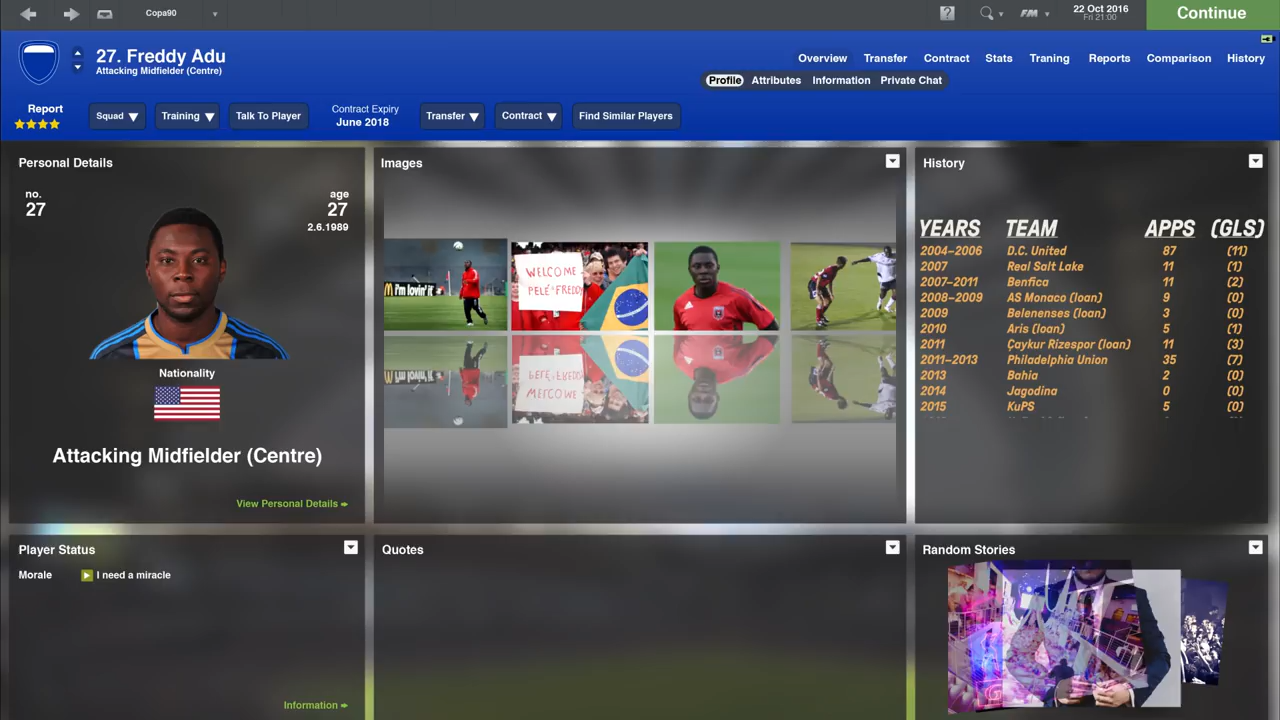 Copa90
?
FM
22 Oct 2016
Fri 21:00
Continue
27. Freddy Adu
Attacking Midfielder (Centre)
Overview Transfer Contract Stats Traning Reports Comparison History
Profile Attributes Information Private Chat
Report
Squad Training Talk To Player
Contract Expiry
June 2018
Transfer Contract Find Similar Players
Personal Details
no.
27
age
27
2.6.1989
Nationality
Attacking Midfielder (Centre)
View Personal Details
Images
i'm lovin' it
WELCOME
PELÉ & FREDDY
History
YEARS TEAM APPS (GLS)
2004–2006 D.C. United 87 (11)
2007 Real Salt Lake 11 (1)
2007–2011 Benfica 11 (2)
2008–2009 AS Monaco (loan) 9 (0)
2009 Belenenses (loan) 3 (0)
2010 Aris (loan) 5 (1)
2011 Çaykur Rizespor (loan) 11 (3)
2011–2013 Philadelphia Union 35 (7)
2013 Bahia 2 (0)
2014 Jagodina 0 (0)
2015 KuPS 5 (0)
Player Status
Morale I need a miracle
Information
Quotes
Random Stories